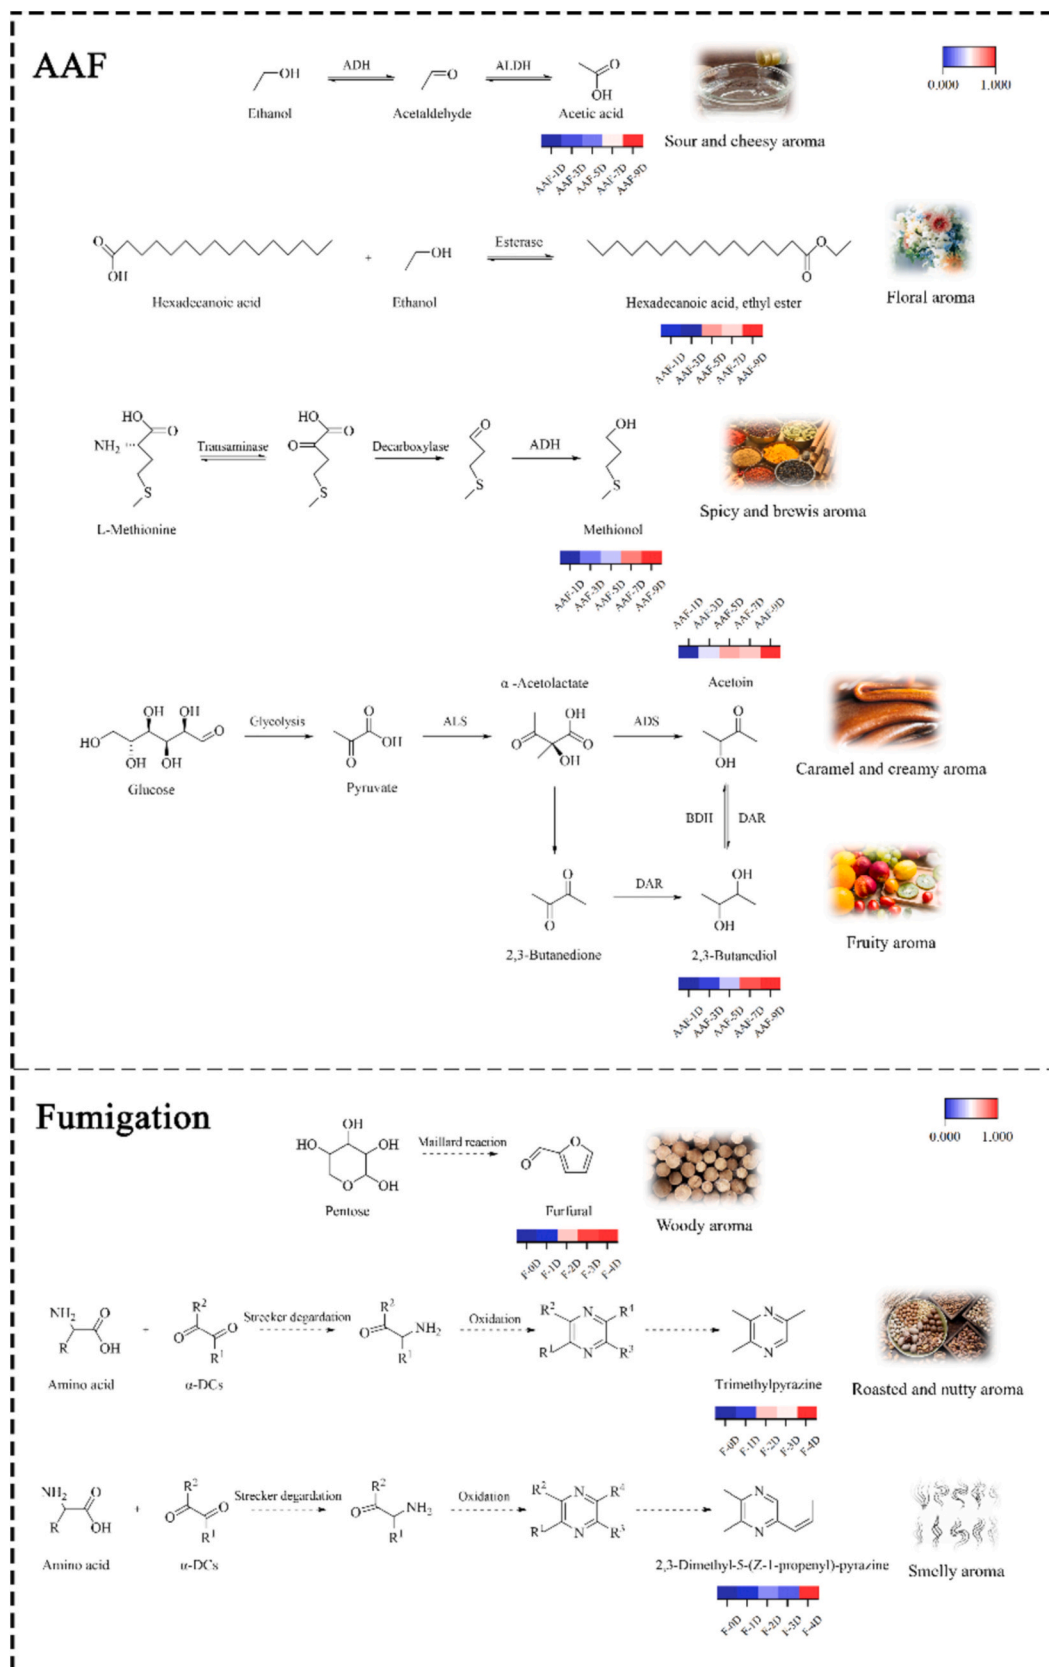 AAF
0.000 1.000
ADH ALDH
OH O O OH
Ethanol Acetaldehyde Acetic acid
Sour and cheesy aroma
AAF-1D AAF-3D AAF-5D AAF-7D AAF-9D
O OH + OH Esterase O O
Hexadecanoic acid Ethanol Hexadecanoic acid, ethyl ester
Floral aroma
AAF-1D AAF-3D AAF-5D AAF-7D AAF-9D
HO O NH2 S Transaminase HO O O S Decarboxylase O S ADH OH S
L-Methionine Methionol
Spicy and brewis aroma
AAF-1D AAF-3D AAF-5D AAF-7D AAF-9D
AAF-1D AAF-3D AAF-5D AAF-7D AAF-9D
α -Acetolactate Acetoin
HO OH OH OH OH OH O Glycolysis O OH O ALS O OH O OH ADS O OH
Glucose Pyruvate
Caramel and creamy aroma
BDH DAR
O O DAR OH OH
2,3-Butanedione 2,3-Butanediol
Fruity aroma
AAF-1D AAF-3D AAF-5D AAF-7D AAF-9D
Fumigation
0.000 1.000
OH HO OH O OH Maillard reaction O O
Pentose Furfural
Woody aroma
F-0D F-1D F-2D F-3D F-4D
NH2 O R OH R2 O O R1 Strecker degardation R2 O NH2 R1 Oxidation R2 N R4 R1 N R3 N N
Amino acid α-DCs Trimethylpyrazine
Roasted and nutty aroma
F-0D F-1D F-2D F-3D F-4D
NH2 O R OH + R2 O O R1 Strecker degardation R2 O NH2 R1 Oxidation R2 N R4 R1 N R3 N N
Amino acid α-DCs 2,3-Dimethyl-5-(Z-1-propenyl)-pyrazine
Smelly aroma
F-0D F-1D F-2D F-3D F-4D